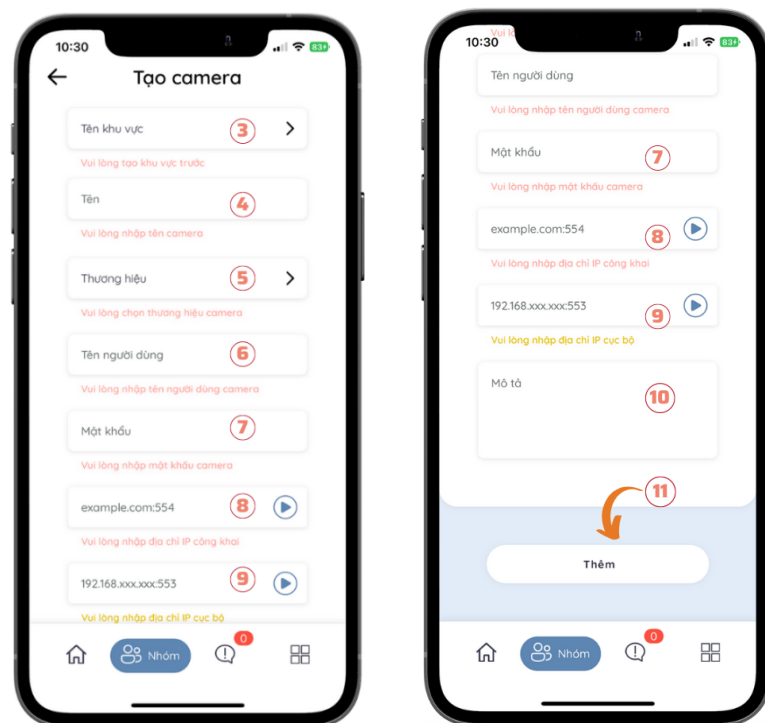 10:30
83
Tạo camera
Tên khu vực
3
Vui lòng tạo khu vực trước
Tên
4
Vui lòng nhập tên camera
Thương hiệu
5
Vui lòng chọn thương hiệu camera
Tên người dùng
6
Vui lòng nhập tên người dùng camera
Mật khẩu
7
Vui lòng nhập mật khẩu camera
example.com:554
8
Vui lòng nhập địa chỉ IP công khai
192.168.xxx.xxx:553
9
Vui lòng nhập địa chỉ IP cục bộ
Nhóm
0
10:30
83
Vui
Tên người dùng
Vui lòng nhập tên người dùng camera
Mật khẩu
7
Vui lòng nhập mật khẩu camera
example.com:554
8
Vui lòng nhập địa chỉ IP công khai
192.168.xxx.xxx:553
9
Vui lòng nhập địa chỉ IP cục bộ
Mô tả
10
11
Thêm
Nhóm
0